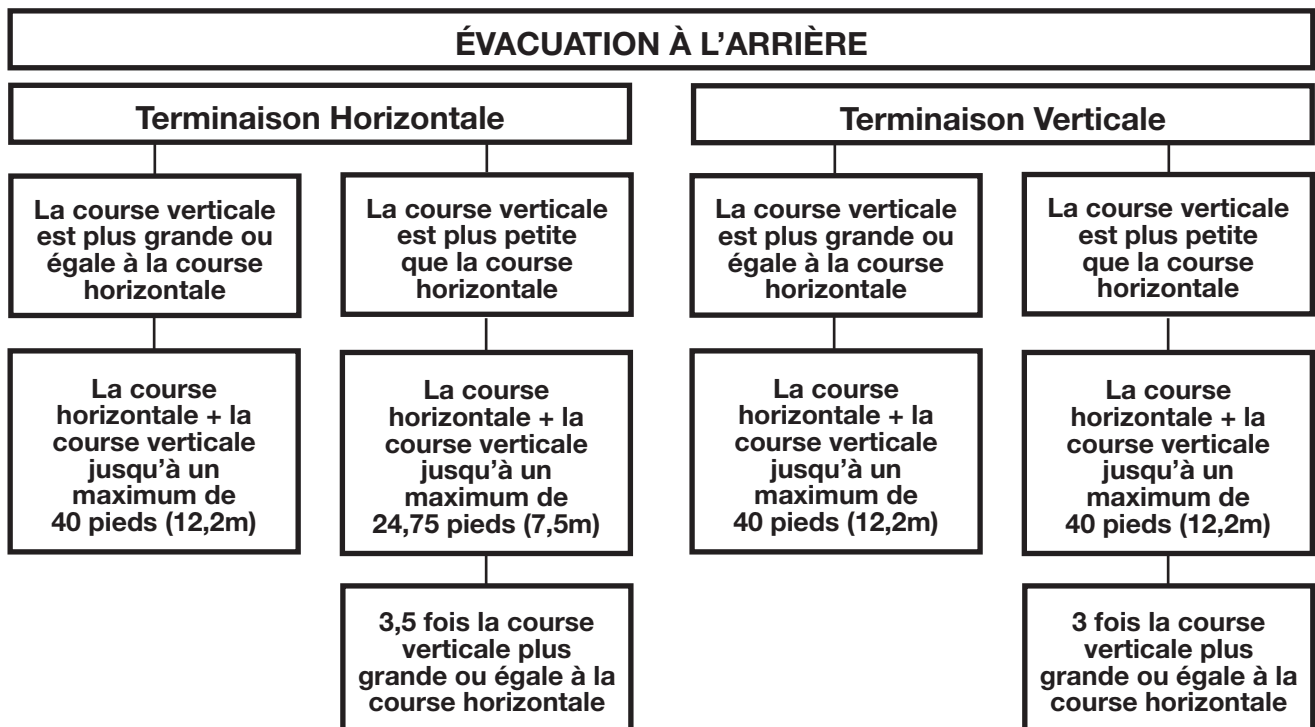 ÉVACUATION À L’ARRIÈRE
Terminaison Horizontale
La course verticale
est plus grande ou
égale à la course
horizontale
La course
horizontale + la
course verticale
jusqu’à un
maximum de
40 pieds (12,2m)
La course verticale
est plus petite
que la course
horizontale
La course
horizontale + la
course verticale
jusqu’à un
maximum de
24,75 pieds (7,5m)
3,5 fois la course
verticale plus
grande ou égale à la
course horizontale
Terminaison Verticale
La course verticale
est plus grande ou
égale à la course
horizontale
La course
horizontale + la
course verticale
jusqu’à un
maximum de
40 pieds (12,2m)
La course verticale
est plus petite
que la course
horizontale
La course
horizontale + la
course verticale
jusqu’à un
maximum de
40 pieds (12,2m)
3 fois la course
verticale plus
grande ou égale à la
course horizontale